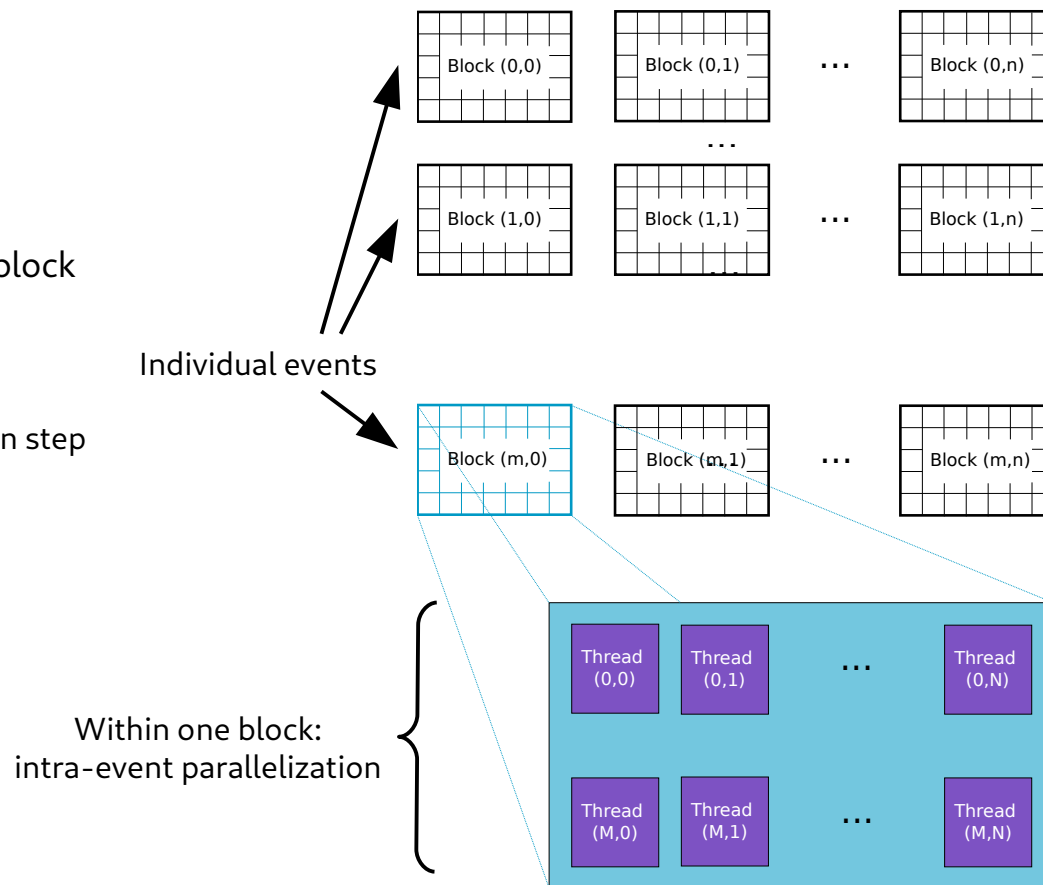 Block (0,0)
Block (0,1)
...
Block (0,n)
...
Block (1,0)
Block (1,1)
...
Block (1,n)
block
...
Individual events
n step
Block (m,0)
Block (m,1)
...
...
Block (m,n)
Thread
(0,0)
Thread
(0,1)
...
Thread
(0,N)
Within one block:
intra-event parallelization
Thread
(M,0)
Thread
(M,1)
...
Thread
(M,N)